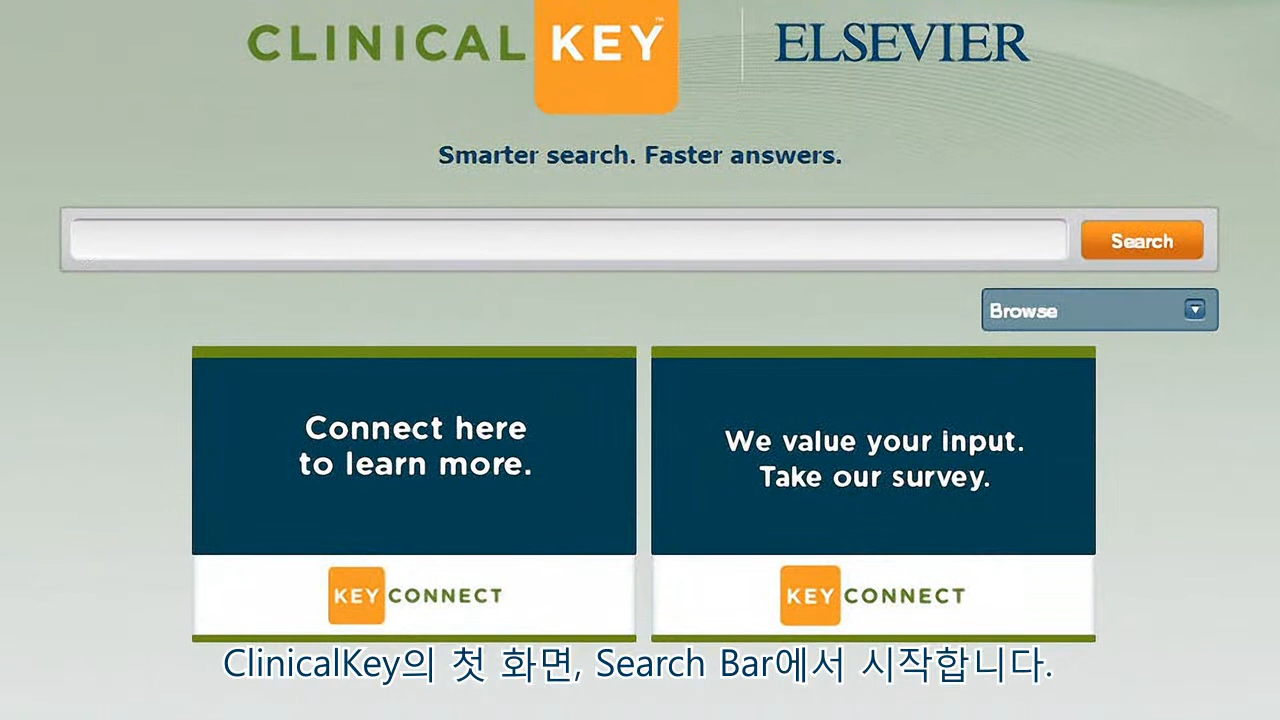 CLINICAL KEY™ ELSEVIER
Smarter search. Faster answers.
Search
Browse
Connect here
to learn more.
We value your input.
Take our survey.
KEY CONNECT
KEY CONNECT
ClinicalKey의 첫 화면, Search Bar에서 시작합니다.